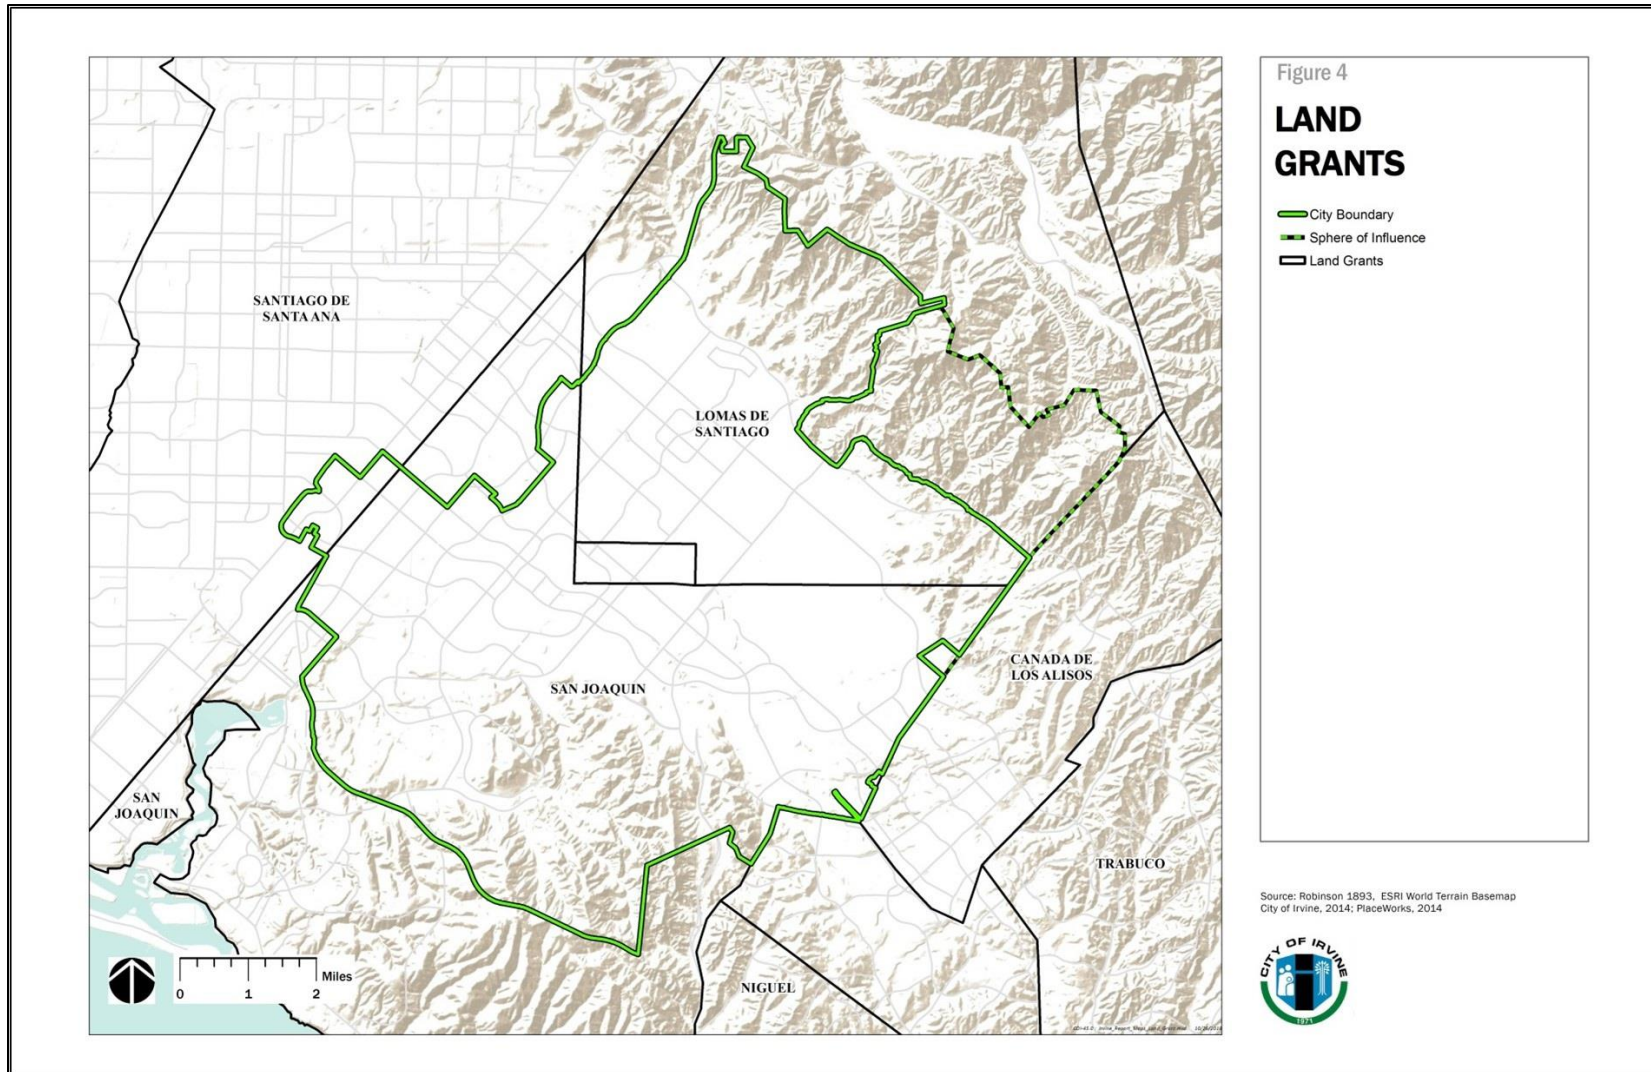 Figure 4
LAND
GRANTS
City Boundary
Sphere of Influence
Land Grants
SANTIAGO DE
SANTA ANA
LOMAS DE
SANTIAGO
CANADA DE
LOS ALISOS
SAN JOAQUIN
SAN
JOAQUIN
TRABUCO
NIGUEL
Miles
0 1 2
Source: Robinson 1893, ESRI World Terrain Basemap
City of Irvine, 2014; PlaceWorks, 2014
CITY OF IRVINE
1971